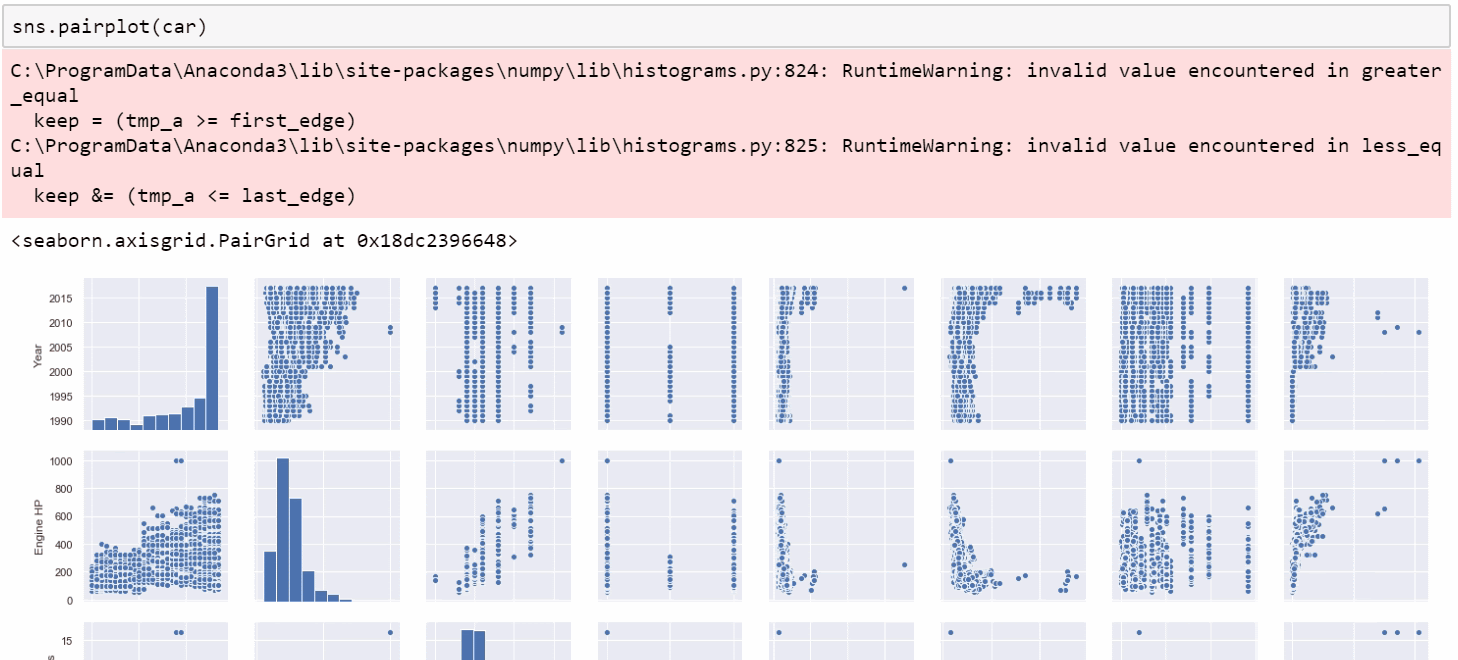 sns.pairplot(car)
C:\ProgramData\Anaconda3\lib\site-packages\numpy\lib\histograms.py:824: RuntimeWarning: invalid value encountered in greater
_equal
  keep = (tmp_a >= first_edge)
C:\ProgramData\Anaconda3\lib\site-packages\numpy\lib\histograms.py:825: RuntimeWarning: invalid value encountered in less_eq
ual
  keep &= (tmp_a <= last_edge)
<seaborn.axisgrid.PairGrid at 0x18dc2396648>
2015
2010
2005
2000
1995
1990
Year
1000
800
600
400
200
0
Engine HP
15